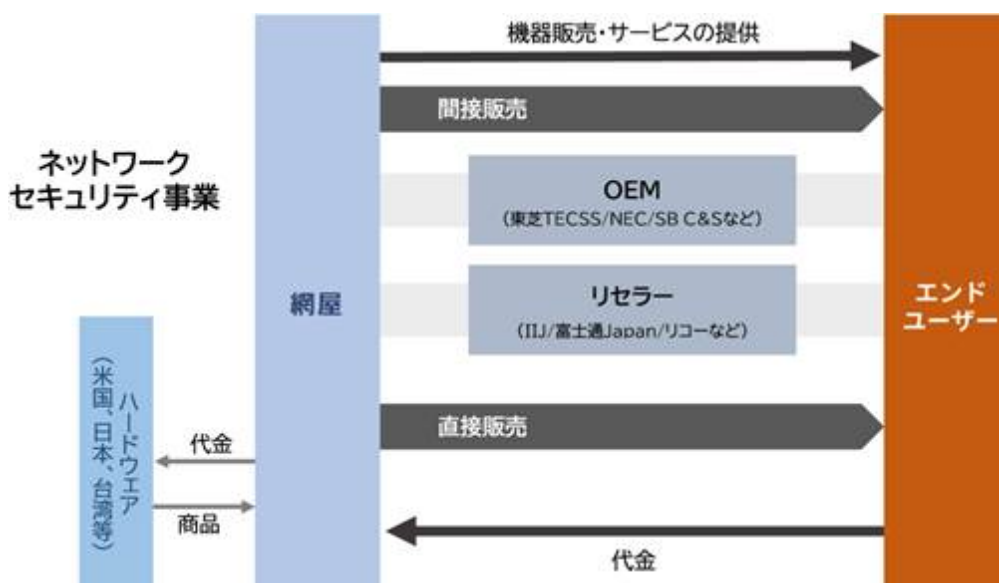 機器販売・サービスの提供
間接販売
ネットワーク
セキュリティ事業
OEM
(東芝TECSS/NEC/SB C&Sなど)
網屋
リセラー
(IIJ/富士通Japan/リコーなど)
エンド
ユーザー
直接販売
ハードウェア
(米国、日本、台湾等)
代金
商品
代金